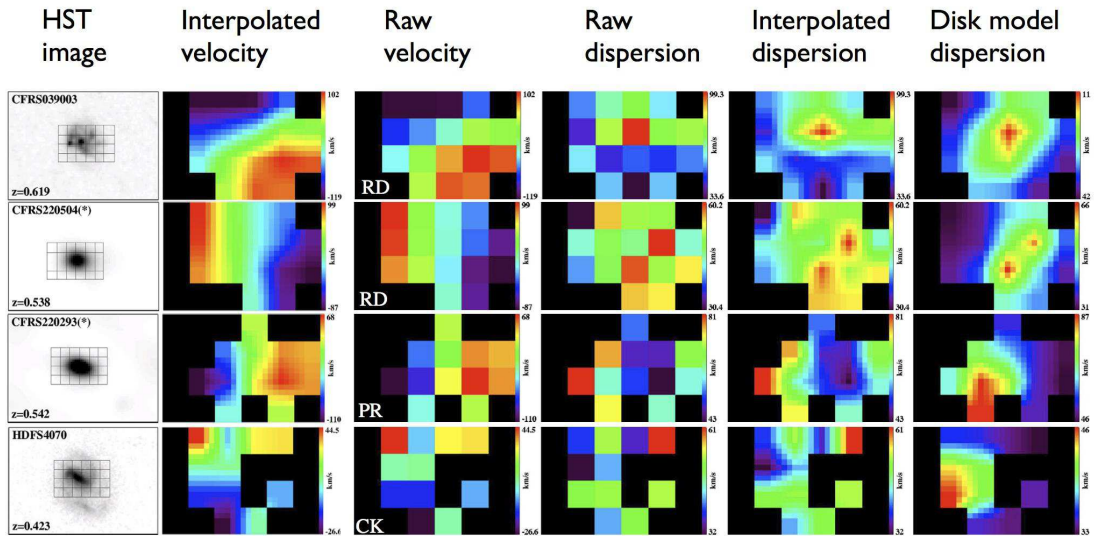 HST image
Interpolated velocity
Raw velocity
Raw dispersion
Interpolated dispersion
Disk model dispersion
CFRS039003
z=0.619
102
km/s
-119
RD
102
km/s
-119
99.3
km/s
33.6
99.3
km/s
33.6
11
km/s
42
CFRS220504(*)
z=0.538
99
km/s
-87
RD
99
km/s
-87
60.2
km/s
30.4
60.2
km/s
30.4
66
km/s
31
CFRS220293(*)
z=0.542
68
km/s
-110
PR
68
km/s
-110
81
km/s
43
81
km/s
43
87
km/s
45
HDFS4070
z=0.423
44.5
km/s
-26.6
CK
44.5
km/s
-26.6
61
km/s
32
61
km/s
32
46
km/s
33